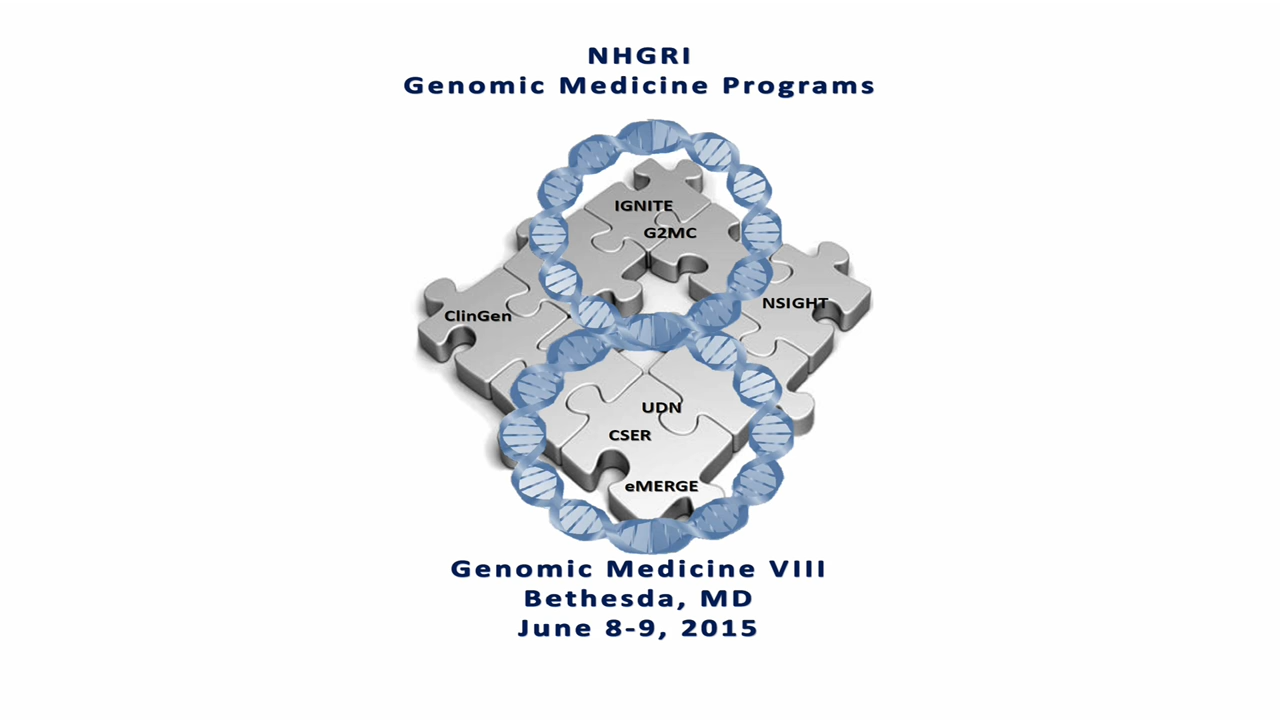 NHGRI
Genomic Medicine Programs
IGNITE
G2MC
NSIGHT
ClinGen
UDN
CSER
eMERGE
Genomic Medicine VIII
Bethesda, MD
June 8-9, 2015